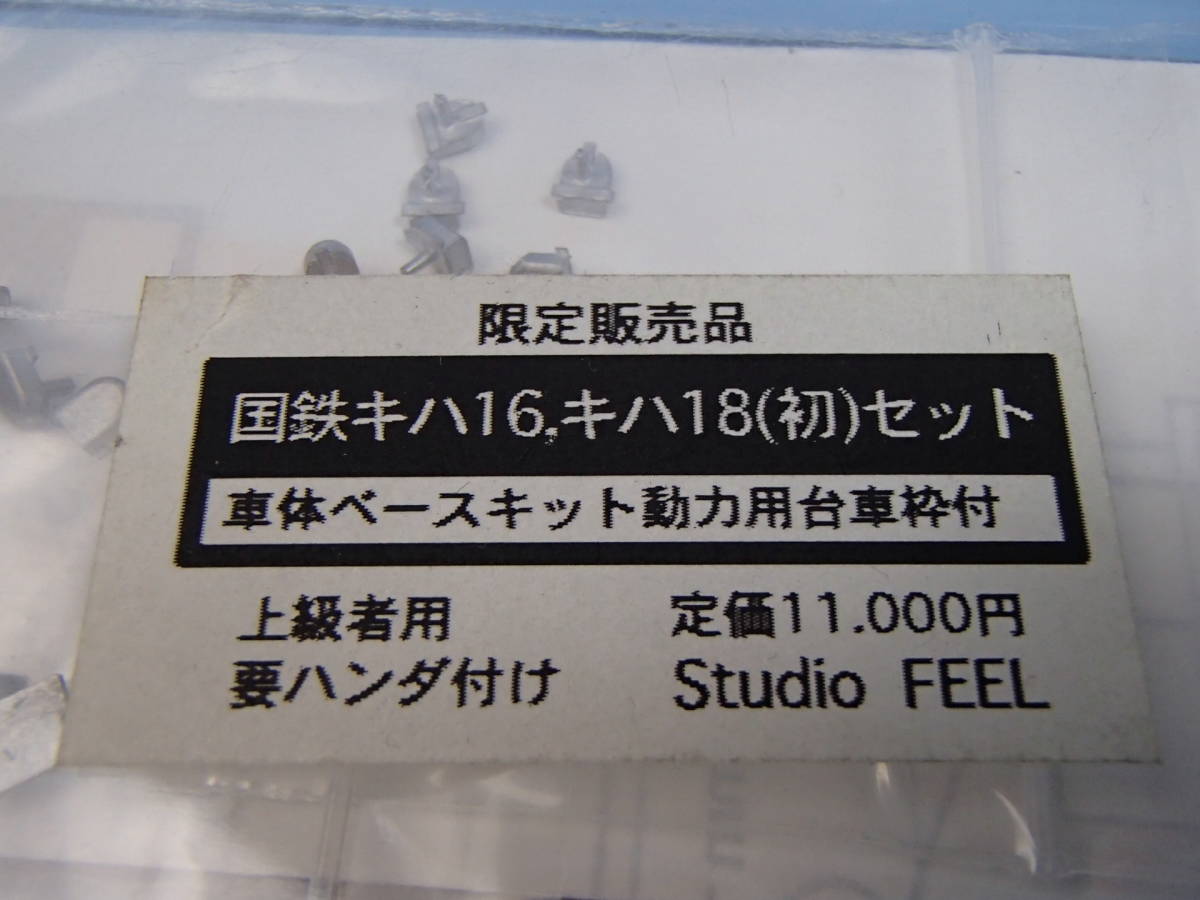 限定販売品
国鉄キハ16.キハ18(初)セット
車体ベースキット動力用台車枠付
上級者用 定価11.000円
要ハンダ付け Studio FEEL